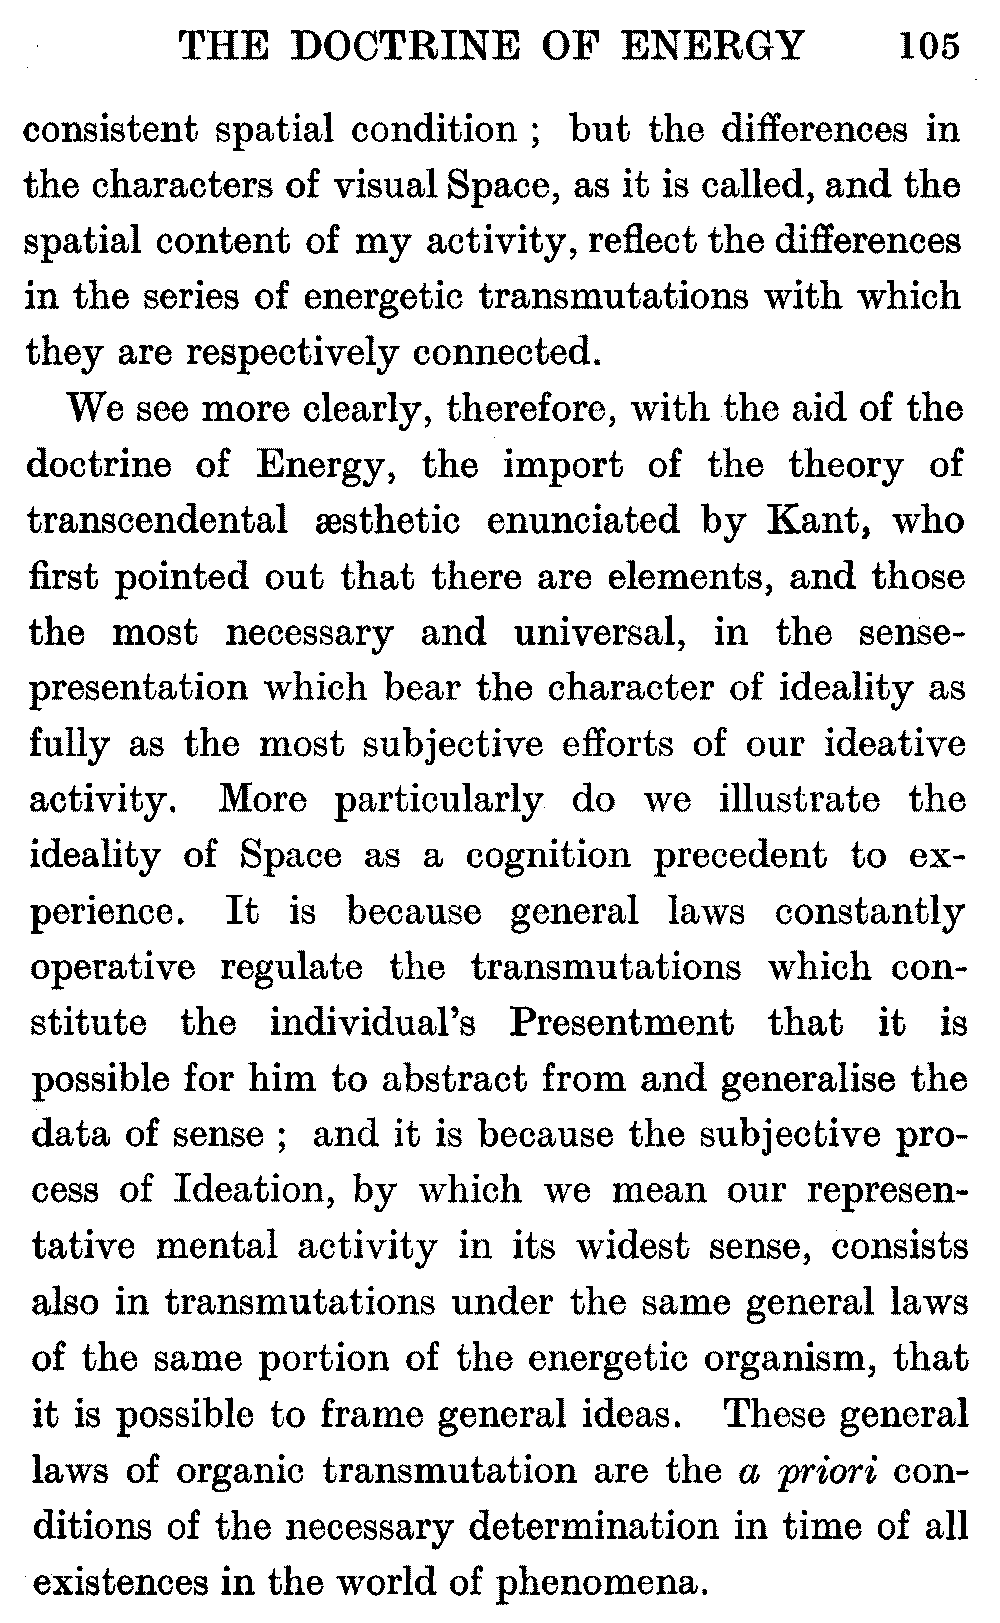 THE DOCTRINE OF ENERGY 105
consistent spatial condition ; but the differences in
the characters of visual Space, as it is called, and the
spatial content of my activity, reflect the differences
in the series of energetic transmutations with which
they are respectively connected.
We see more clearly, therefore, with the aid of the
doctrine of Energy, the import of the theory of
transcendental æsthetic enunciated by Kant, who
first pointed out that there are elements, and those
the most necessary and universal, in the sense-
presentation which bear the character of ideality as
fully as the most subjective efforts of our ideative
activity. More particularly do we illustrate the
ideality of Space as a cognition precedent to ex-
perience. It is because general laws constantly
operative regulate the transmutations which con-
stitute the individual's Presentment that it is
possible for him to abstract from and generalise the
data of sense ; and it is because the subjective pro-
cess of Ideation, by which we mean our represen-
tative mental activity in its widest sense, consists
also in transmutations under the same general laws
of the same portion of the energetic organism, that
it is possible to frame general ideas. These general
laws of organic transmutation are the a priori con-
ditions of the necessary determination in time of all
existences in the world of phenomena.